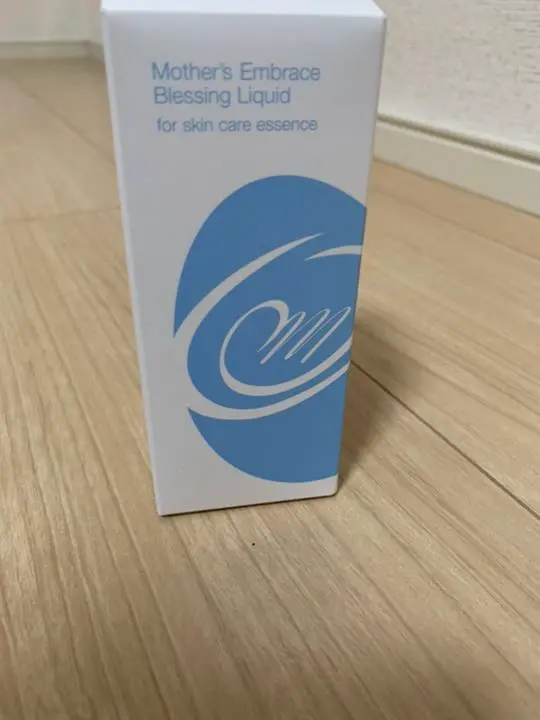 Mother's Embrace
Blessing Liquid
for skin care essence
m